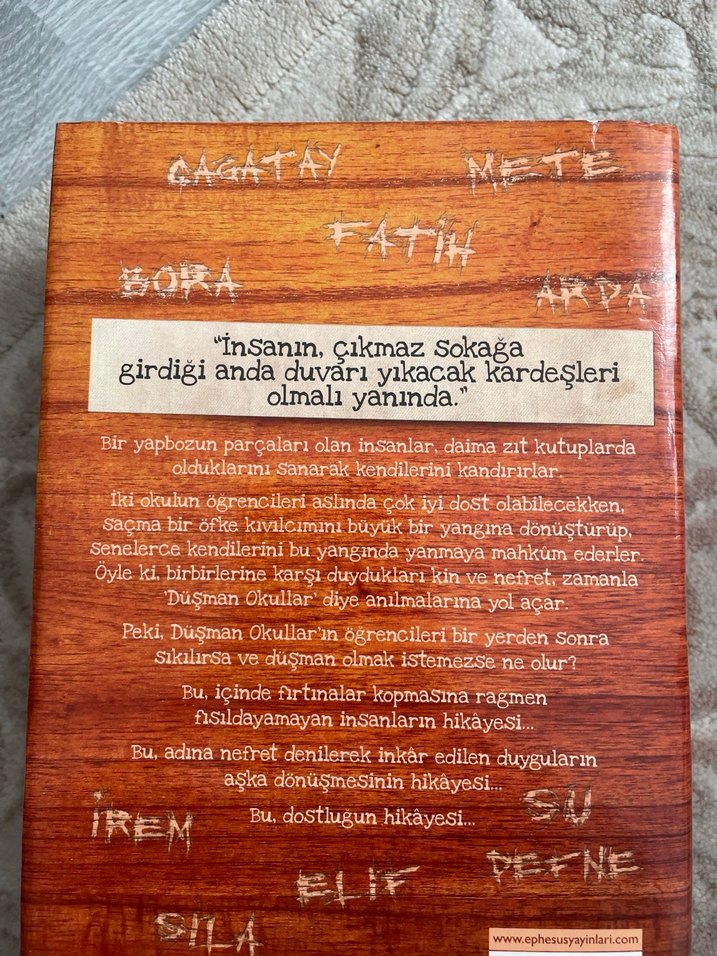 ÇAGATAY
METE
FATİH
BORA
ARDA
“İnsanın, çıkmaz sokağa
girdiği anda duvarı yıkacak kardeşleri
olmalı yanında.”
Bir yapbozun parçaları olan insanlar, daima zıt kutuplarda
olduklarını sanarak kendilerini kandırırlar.
İki okulun öğrencileri aslında çok iyi dost olabilecekken,
saçma bir öfke kıvılcımını büyük bir yangına dönüştürüp,
senelerce kendilerini bu yangında yanmaya mahkûm ederler.
Öyle ki, birbirlerine karşı duydukları kin ve nefret, zamanla
'Düşman Okullar' diye anılmalarına yol açar.
Peki, Düşman Okullar'ın öğrencileri bir yerden sonra
sıkılırsa ve düşman olmak istemezse ne olur?
Bu, içinde fırtınalar kopmasına rağmen
fısıldayamayan insanların hikâyesi...
Bu, adına nefret denilerek inkâr edilen duyguların
aşka dönüşmesinin hikâyesi...
Bu, dostluğun hikâyesi...
SU
İREM
DEFNE
ELİF
SILA
www.ephesusyayinlari.com